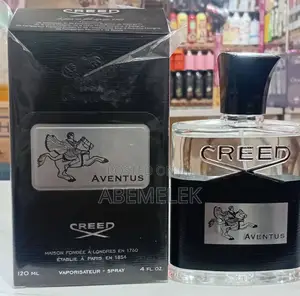 CREED
AVENTUS
CREED
MAISON FONDÉE À LONDRES EN 1760
ÉTABLIE À PARIS EN 1854
120 ML VAPORISATEUR - SPRAY 4 FL. OZ
CREED
AVENTUS
ABEMELEK